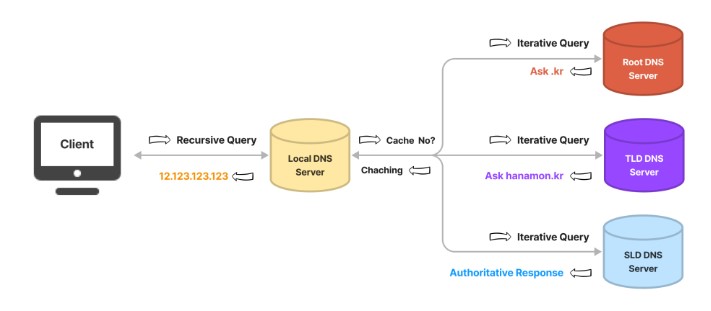 Iterative Query
Root DNS
Server
Ask .kr
Client
Recursive Query
12.123.123.123
Local DNS
Server
Cache No?
Chaching
Iterative Query
TLD DNS
Server
Ask hanamon.kr
Iterative Query
SLD DNS
Server
Authoritative Response